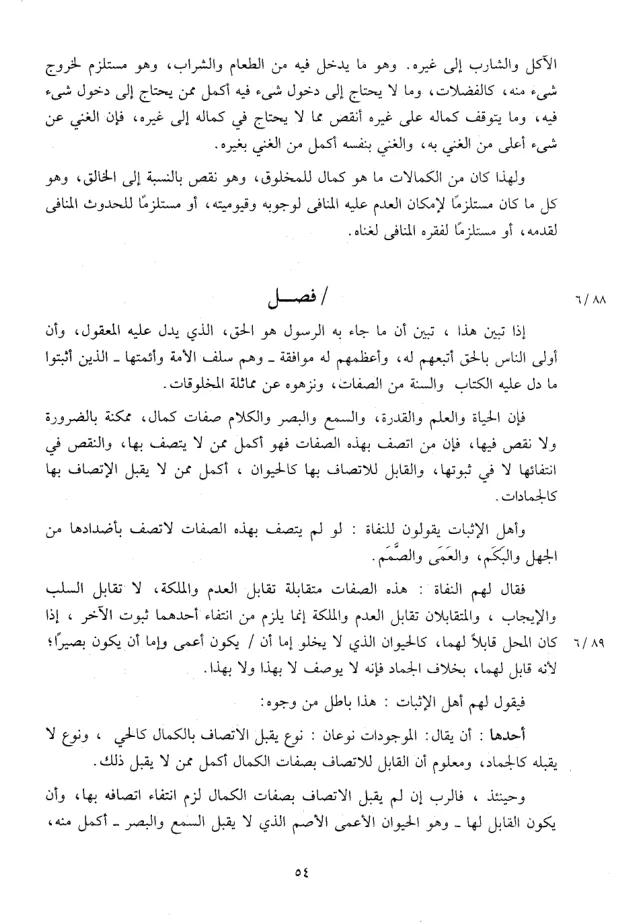 الآكل والشارب إلى غيره. وهو ما يدخل فيه من الطعام والشراب، وهو مستلزم لخروج
شىء منه، كالفضلات، وما لا يحتاج إلى دخول شىء فيه أكمل ممن يحتاج إلى دخول شىء
فيه، وما يتوقف كماله على غيره أنقص مما لا يحتاج في كماله إلى غيره، فإن الغني عن
شىء أعلى من الغني به، والغني بنفسه أكمل من الغني بغيره.
ولهذا كان من الكمالات ما هو كمال للمخلوق، وهو نقص بالنسبة إلى الخالق، وهو
كل ما كان مستلزمًا لإمكان العدم عليه المنافى لوجوبه وقيوميته، أو مستلزمًا للحدوث المنافى
لقدمه، أو مستلزمًا لفقره المنافى لغناه.
/ فصـــل
٦/٨٨
إذا تبين هذا ، تبين أن ما جاء به الرسول هو الحق، الذي يدل عليه المعقول، وأن
أولى الناس بالحق أتبعهم له، وأعظمهم له موافقة ـ وهم سلف الأمة وأئمتها ـ الذين أثبتوا
ما دل عليه الكتاب والسنة من الصفات، ونزهوه عن مماثلة المخلوقات.
فإن الحياة والعلم والقدرة، والسمع والبصر والكلام صفات كمال، ممكنة بالضرورة
ولا نقص فيها، فإن من اتصف بهذه الصفات فهو أكمل ممن لا يتصف بها، والنقص في
انتفائها لا في ثبوتها، والقابل للاتصاف بها كالحيوان ، أكمل ممن لا يقبل الإتصاف بها
كالجمادات.
وأهل الإثبات يقولون للنفاة : لو لم يتصف بهذه الصفات لاتصف بأضدادها من
الجهل والبَكَم، والعَمَى والصَّمَم.
فقال لهم النفاة : هذه الصفات متقابلة تقابل العدم والملكة، لا تقابل السلب
والإيجاب ، والمتقابلان تقابل العدم والملكة إنما يلزم من انتفاء أحدهما ثبوت الآخر ، إذا
كان المحل قابلاً لهما، كالحيوان الذي لا يخلو إما أن / يكون أعمى وإما أن يكون بصيرًا؛
٦/٨٩
لأنه قابل لهما، بخلاف الجماد فإنه لا يوصف لا بهذا ولا بهذا.
فيقول لهم أهل الإثبات : هذا باطل من وجوه:
أحدها : أن يقال: الموجودات نوعان : نوع يقبل الاتصاف بالكمال كالحي ، ونوع لا
يقبله كالجماد، ومعلوم أن القابل للاتصاف بصفات الكمال أكمل ممن لا يقبل ذلك.
وحينئذ ، فالرب إن لم يقبل الاتصاف بصفات الكمال لزم انتفاء اتصافه بها، وأن
يكون القابل لها ـ وهو الحيوان الأعمى الأصم الذي لا يقبل السمع والبصر ـ أكمل منه،
٥٤